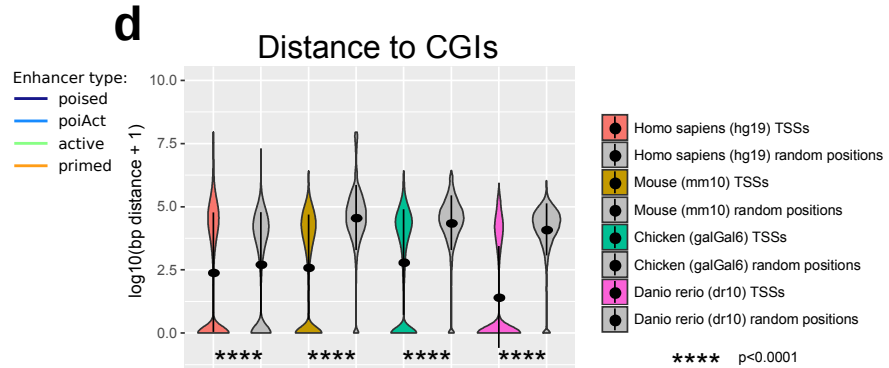 d
Distance to CGIs
Enhancer type:
poised
poiAct
active
primed
log10(bp distance + 1)
10.0
7.5
5.0
2.5
0.0
**** **** **** ****
Homo sapiens (hg19) TSSs
Homo sapiens (hg19) random positions
Mouse (mm10) TSSs
Mouse (mm10) random positions
Chicken (galGal6) TSSs
Chicken (galGal6) random positions
Danio rerio (dr10) TSSs
Danio rerio (dr10) random positions
**** p<0.0001